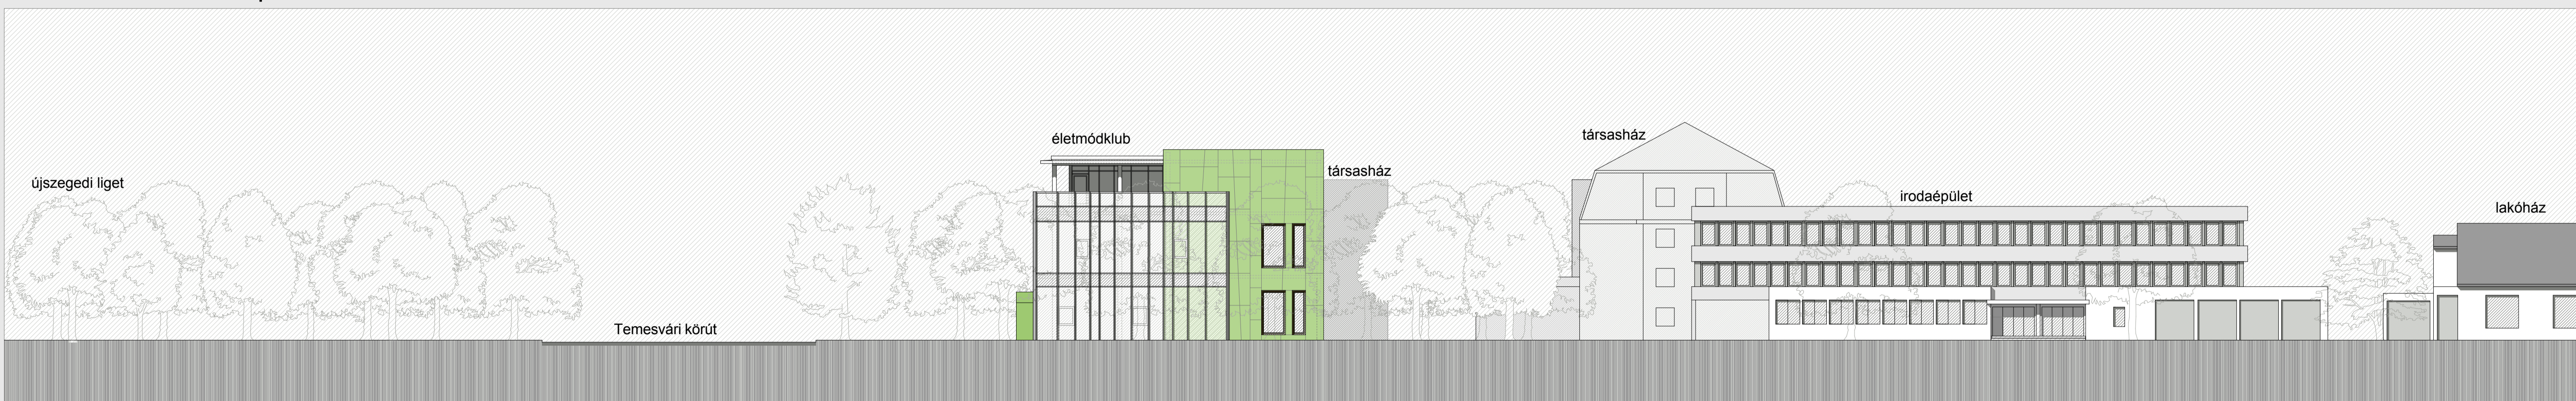 újszegedi liget
Temesvári körút
életmódklub
társasház
társasház
irodaépület
lakóház